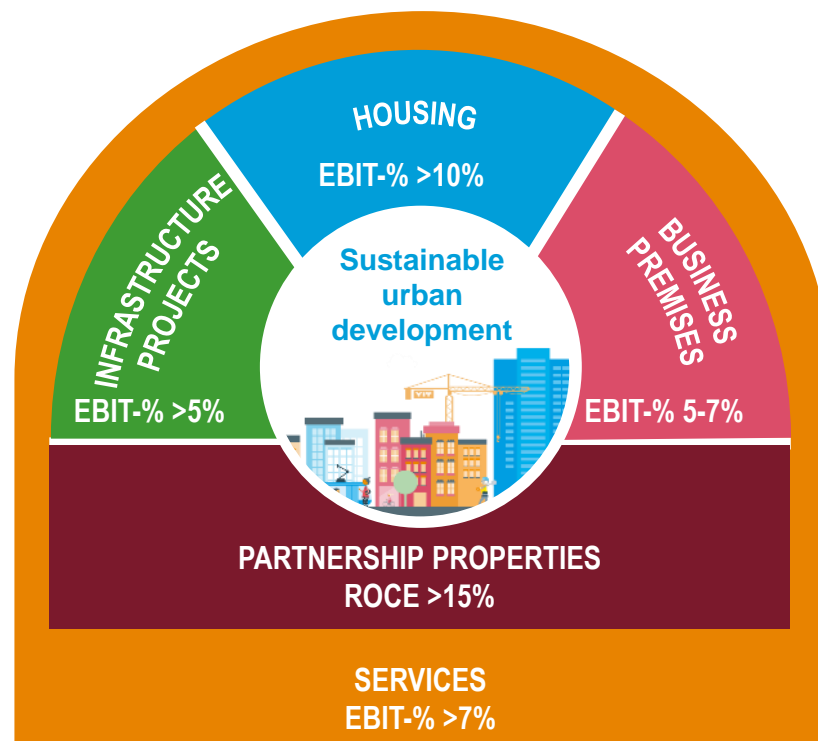 HOUSING
EBIT-% >10%
INFRASTRUCTURE
PROJECTS
EBIT-% >5%
BUSINESS
PREMISES
EBIT-% 5-7%
Sustainable
urban
development
YIT
PARTNERSHIP PROPERTIES
ROCE >15%
SERVICES
EBIT-% >7%